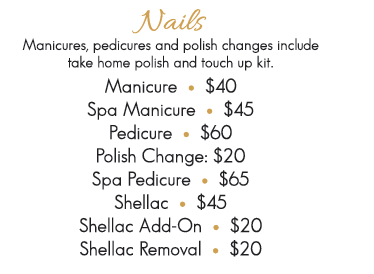 Nails
Manicures, pedicures and polish changes include
take home polish and touch up kit.
Manicure • $40
Spa Manicure • $45
Pedicure • $60
Polish Change: $20
Spa Pedicure • $65
Shellac • $45
Shellac Add-On • $20
Shellac Removal • $20